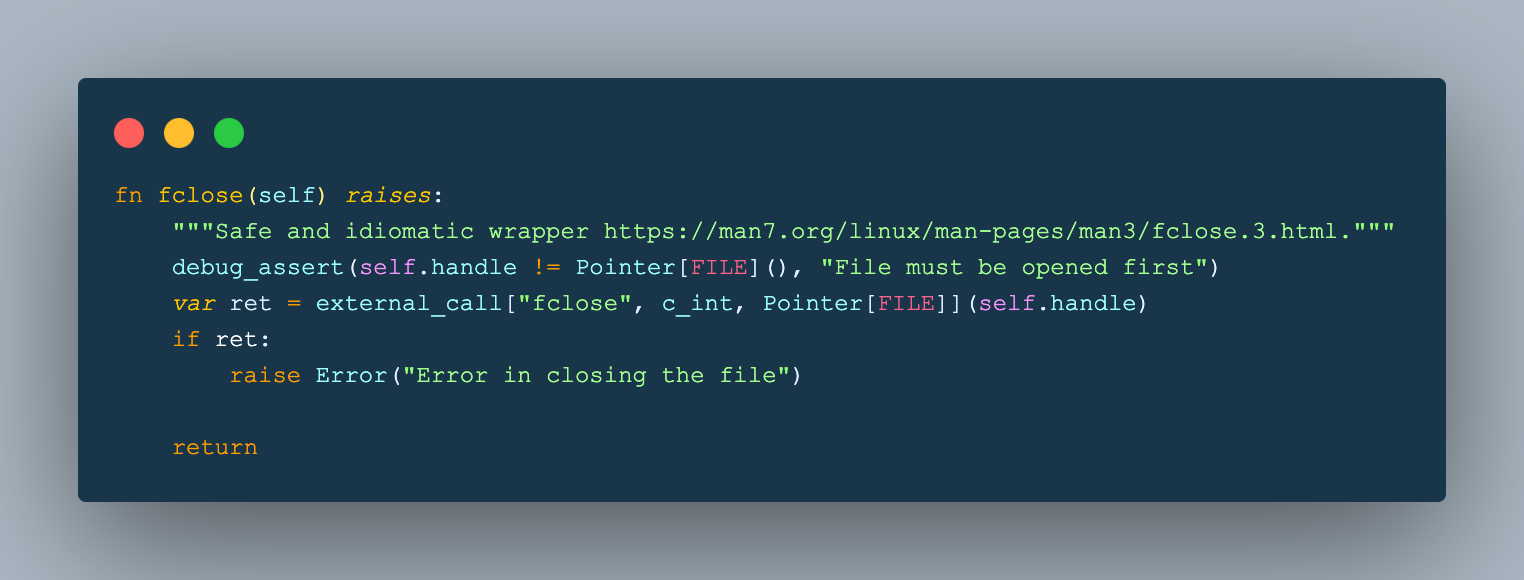 fn fclose(self) raises:
    """Safe and idiomatic wrapper https://man7.org/linux/man-pages/man3/fclose.3.html."""
    debug_assert(self.handle != Pointer[FILE](), "File must be opened first")
    var ret = external_call["fclose", c_int, Pointer[FILE]](self.handle)
    if ret:
        raise Error("Error in closing the file")

    return